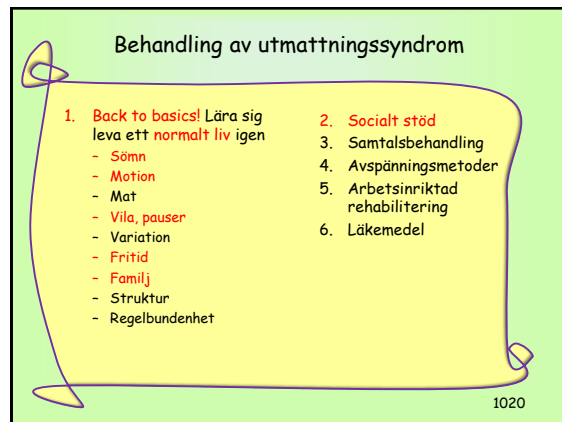 Behandling av utmattningssyndrom
1. Back to basics! Lära sig
leva ett normalt liv igen
– Sömn
– Motion
– Mat
– Vila, pauser
– Variation
– Fritid
– Familj
– Struktur
– Regelbundenhet
2. Socialt stöd
3. Samtalsbehandling
4. Avspänningsmetoder
5. Arbetsinriktad
rehabilitering
6. Läkemedel
1020